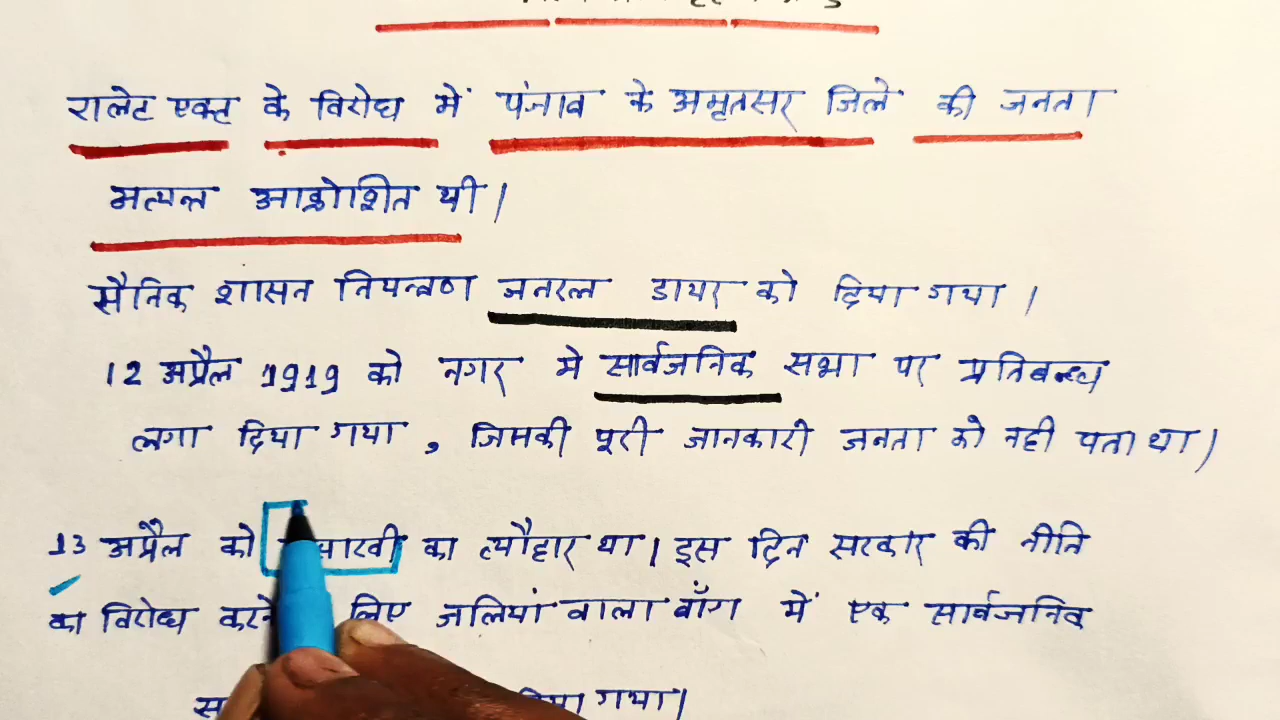 रालेट एक्ट के विरोध में पंजाब के अमृतसर जिले की जनता
अत्यन्त आक्रोशित थी।
सैनिक शासन नियन्त्रण जनरल डायर को दिया गया।
12 अप्रैल 1919 को नगर मे सार्वजनिक सभा पर प्रतिबन्ध
लगा दिया गया, जिसकी पूरी जानकारी जनता को नही पता था।
13 अप्रैल को का त्यौहार था। इस दिन सरकार की नीति
का विरोध लिए जलियांवाला बॉग में एक सार्वजनिक
गया।